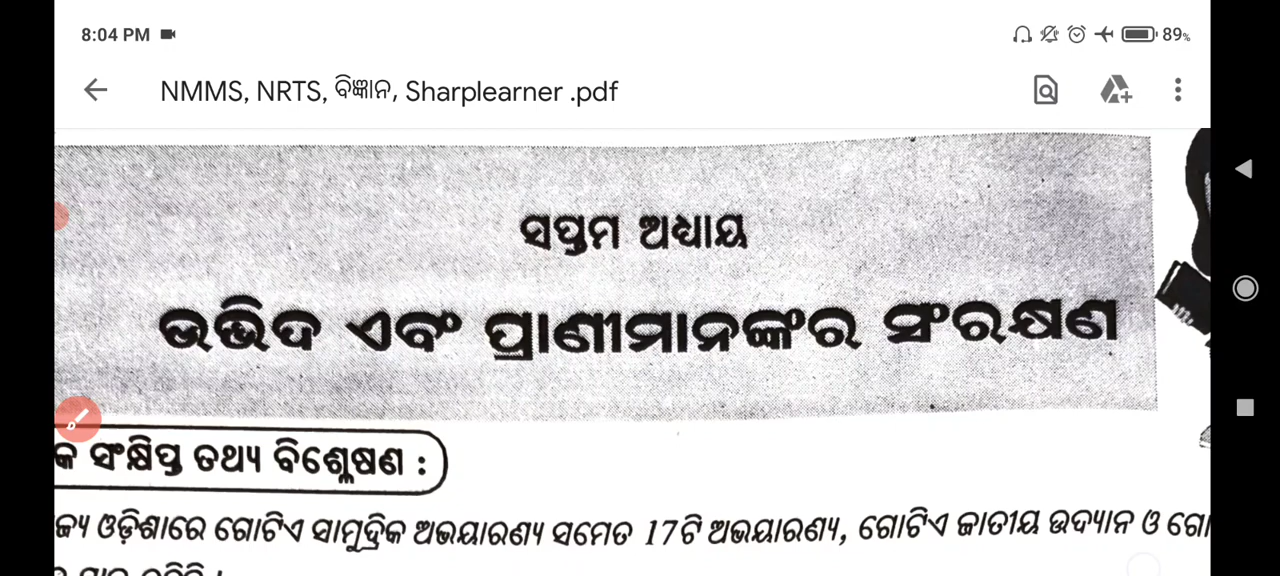 8:04 PM 89%
NMMS, NRTS, ବିଜ୍ଞାନ, Sharplearner .pdf
ସପ୍ତମ ଅଧ୍ୟାୟ
ଉଦ୍ଭିଦ ଏବଂ ପ୍ରାଣୀମାନଙ୍କର ସଂରକ୍ଷଣ
ସଂକ୍ଷିପ୍ତ ତଥ୍ୟ ବିଶ୍ଳେଷଣ :
ଓଡ଼ିଶାରେ ଗୋଟିଏ ସାମୁଦ୍ରିକ ଅଭୟାରଣ୍ୟ ସମେତ 17ଟି ଅଭୟାରଣ୍ୟ, ଗୋଟିଏ ଜାତୀୟ ଉଦ୍ୟାନ ଓ